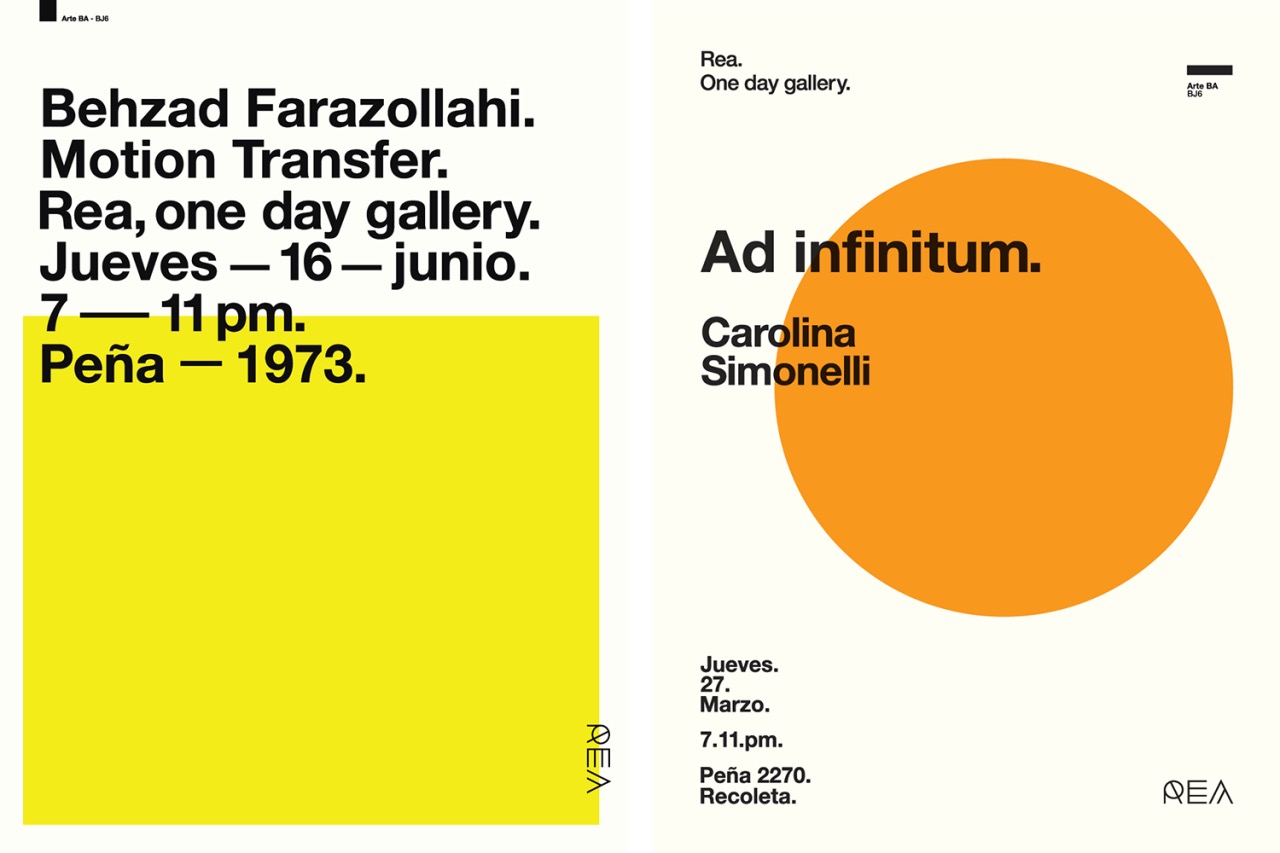 Arte BA - BJ6
Behzad Farazollahi.
Motion Transfer.
Rea, one day gallery.
Jueves — 16 — junio.
7 — 11 pm.
Peña — 1973.
REA
Rea.
One day gallery.
Arte BA
BJ6
Ad infinitum.
Carolina
Simonelli
Jueves.
27.
Marzo.
7.11.pm.
Peña 2270.
Recoleta.
REA